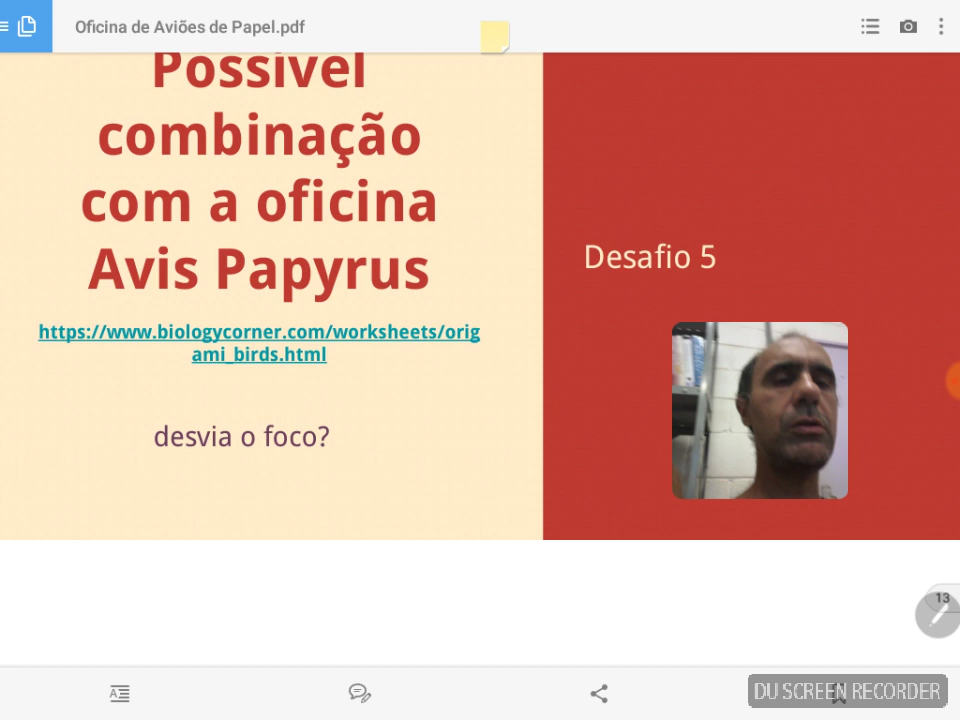 Oficina de Aviões de Papel.pdf
Possível
combinação
com a oficina
Avis Papyrus
https://www.biologycorner.com/worksheets/orig
ami_birds.html
desvia o foco?
Desafio 5
13
DU SCREEN RECORDER